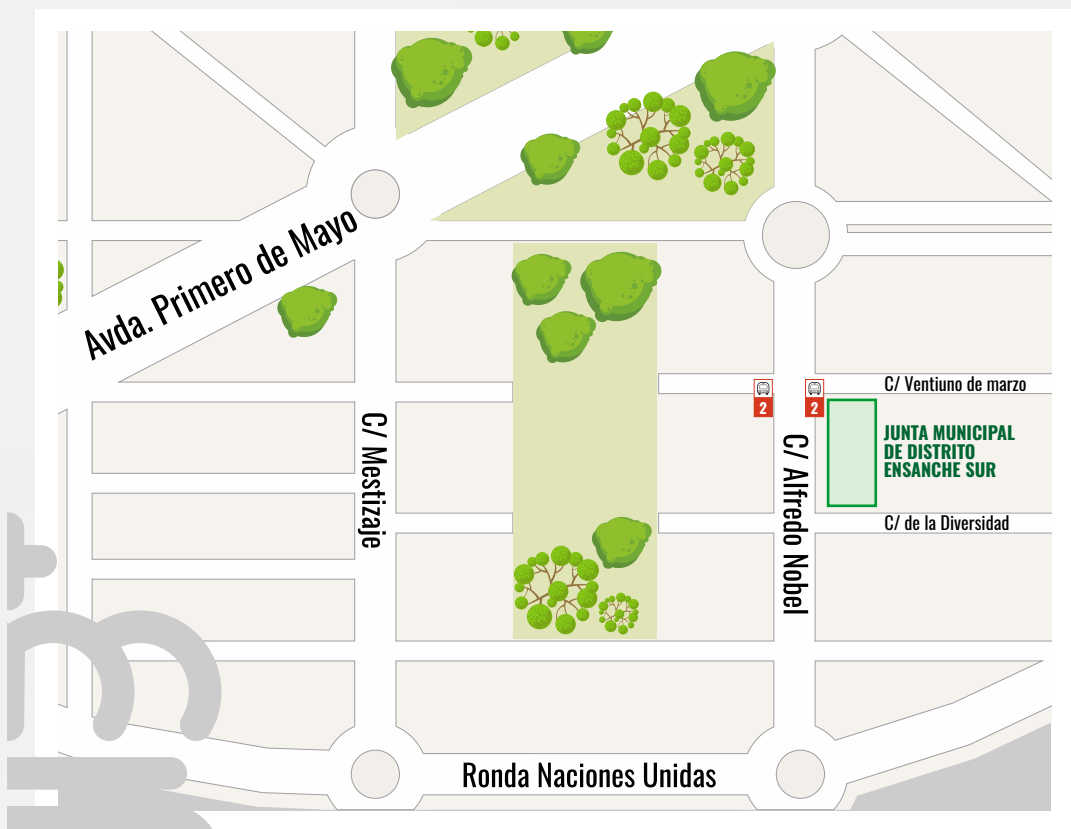 Avda. Primero de Mayo
C/ Ventiuno de marzo
2
2
JUNTA MUNICIPAL
DE DISTRITO
ENSANCHE SUR
C/ Mestizaje
C/ Alfredo Nobel
C/ de la Diversidad
Ronda Naciones Unidas